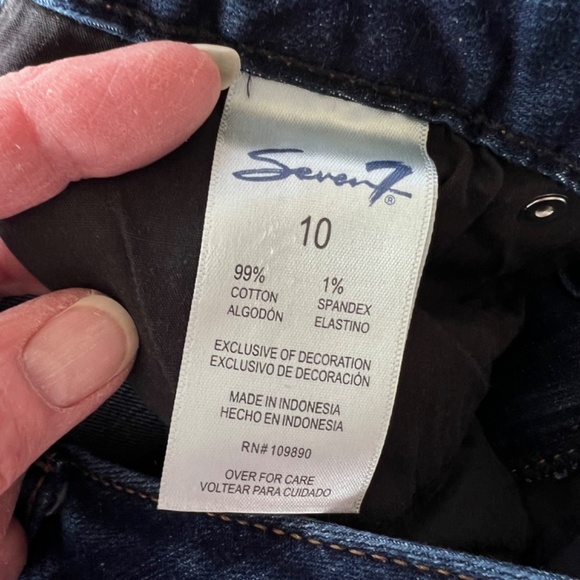 Seven7®
10
99% 1%
COTTON SPANDEX
ALGODÓN ELASTINO
EXCLUSIVE OF DECORATION
EXCLUSIVO DE DECORACIÓN
MADE IN INDONESIA
HECHO EN INDONESIA
RN# 109890
OVER FOR CARE
VOLTEAR PARA CUIDADO